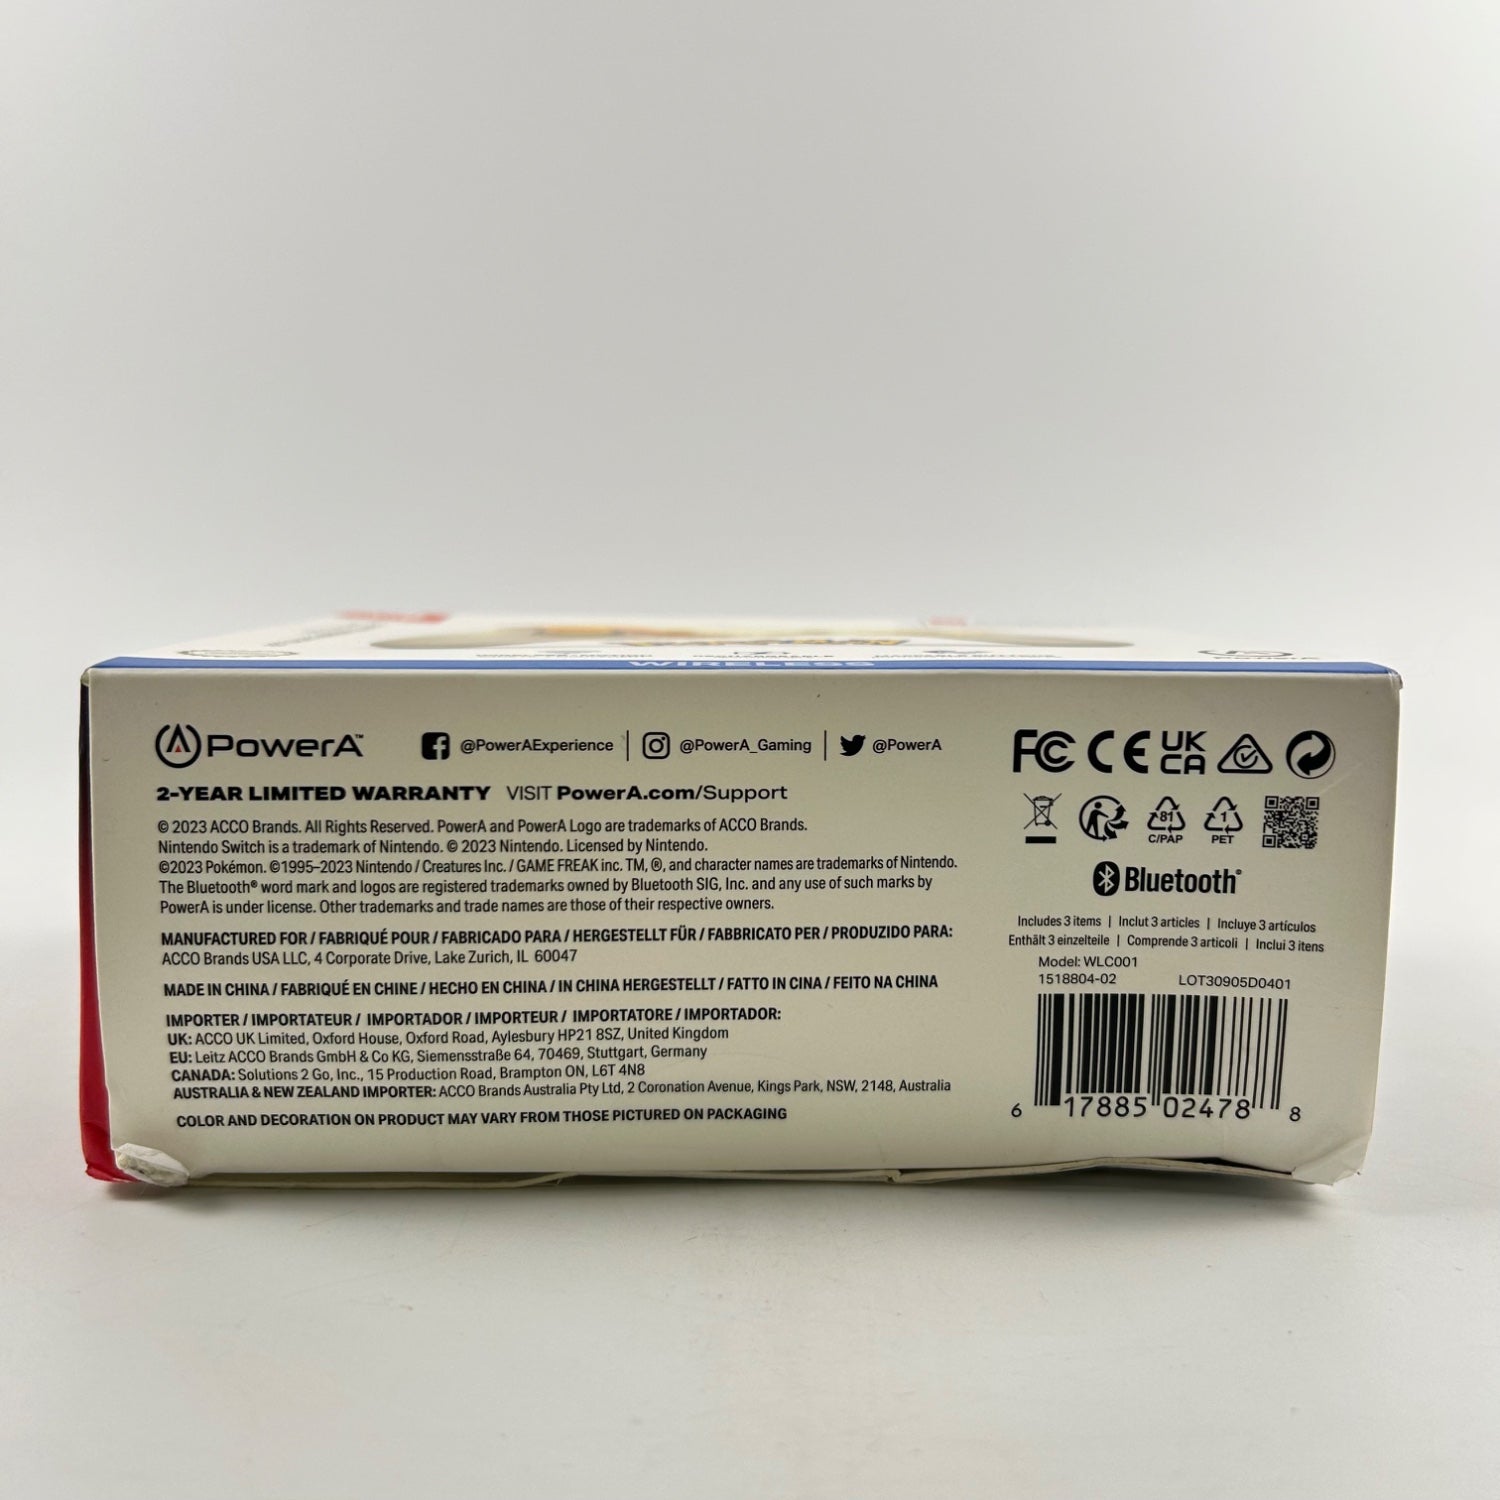 WIRELESS
PowerA™
@PowerAExperience | @PowerA_Gaming | @PowerA
2-YEAR LIMITED WARRANTY VISIT PowerA.com/Support
© 2023 ACCO Brands. All Rights Reserved. PowerA and PowerA Logo are trademarks of ACCO Brands.
Nintendo Switch is a trademark of Nintendo. © 2023 Nintendo. Licensed by Nintendo.
©2023 Pokémon. ©1995–2023 Nintendo / Creatures Inc. / GAME FREAK inc. TM, ®, and character names are trademarks of Nintendo.
The Bluetooth® word mark and logos are registered trademarks owned by Bluetooth SIG, Inc. and any use of such marks by
PowerA is under license. Other trademarks and trade names are those of their respective owners.
MANUFACTURED FOR / FABRIQUÉ POUR / FABRICADO PARA / HERGESTELLT FÜR / FABBRICATO PER / PRODUZIDO PARA:
ACCO Brands USA LLC, 4 Corporate Drive, Lake Zurich, IL 60047
MADE IN CHINA / FABRIQUÉ EN CHINE / HECHO EN CHINA / IN CHINA HERGESTELLT / FATTO IN CINA / FEITO NA CHINA
IMPORTER / IMPORTATEUR / IMPORTADOR / IMPORTEUR / IMPORTATORE / IMPORTADOR:
UK: ACCO UK Limited, Oxford House, Oxford Road, Aylesbury HP21 8SZ, United Kingdom
EU: Leitz ACCO Brands GmbH & Co KG, Siemensstraße 64, 70469, Stuttgart, Germany
CANADA: Solutions 2 Go, Inc., 15 Production Road, Brampton ON, L6T 4N8
AUSTRALIA & NEW ZEALAND IMPORTER: ACCO Brands Australia Pty Ltd, 2 Coronation Avenue, Kings Park, NSW, 2148, Australia
COLOR AND DECORATION ON PRODUCT MAY VARY FROM THOSE PICTURED ON PACKAGING
FC CE UK CA
81 C/PAP 1 PET
Bluetooth®
Includes 3 items | Inclut 3 articles | Incluye 3 artículos
Enthält 3 einzelteile | Comprende 3 articoli | Inclui 3 itens
Model: WLC001
1518804-02 LOT30905D0401
6 17885 02478 8